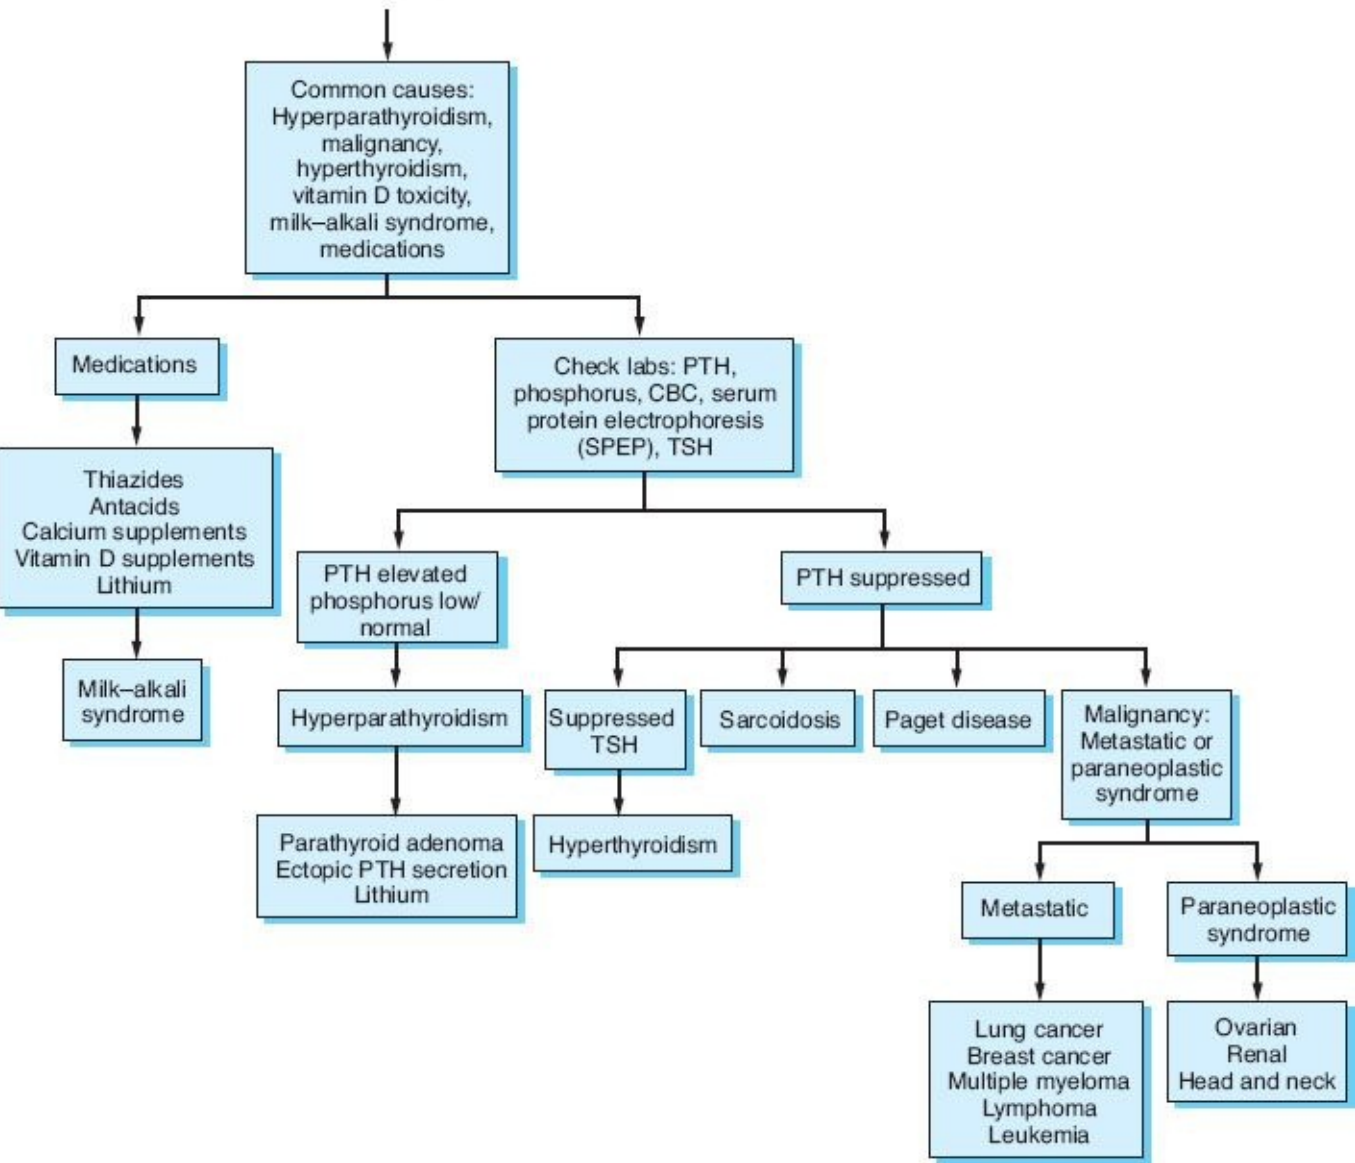 Common causes:
Hyperparathyroidism,
malignancy,
hyperthyroidism,
vitamin D toxicity,
milk–alkali syndrome,
medications
Medications
Check labs: PTH,
phosphorus, CBC, serum
protein electrophoresis
(SPEP), TSH
Thiazides
Antacids
Calcium supplements
Vitamin D supplements
Lithium
PTH elevated
phosphorus low/
normal
PTH suppressed
Milk–alkali
syndrome
Hyperparathyroidism
Suppressed
TSH
Sarcoidosis
Paget disease
Malignancy:
Metastatic or
paraneoplastic
syndrome
Parathyroid adenoma
Ectopic PTH secretion
Lithium
Hyperthyroidism
Metastatic
Paraneoplastic
syndrome
Lung cancer
Breast cancer
Multiple myeloma
Lymphoma
Leukemia
Ovarian
Renal
Head and neck